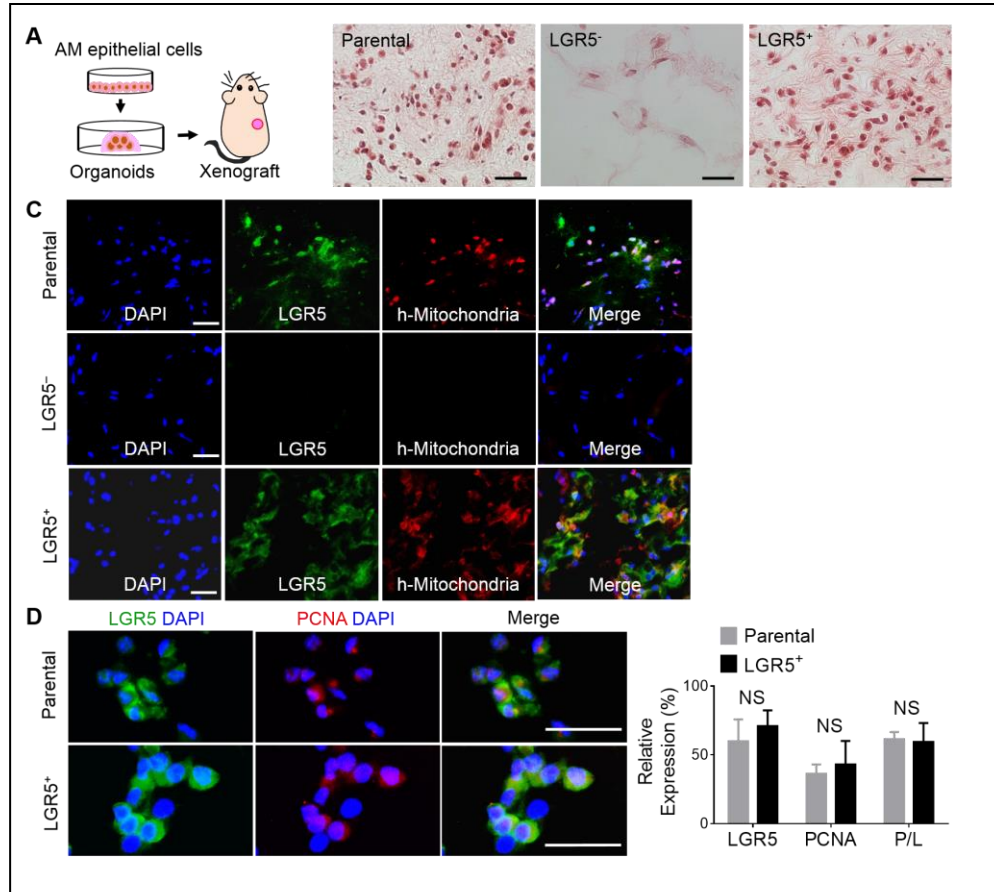 A
AM epithelial cells
Organoids
Xenograft
Parental
LGR5⁻
LGR5⁺
C
Parental
DAPI
LGR5
h-Mitochondria
Merge
LGR5⁻
DAPI
LGR5
h-Mitochondria
Merge
LGR5⁺
DAPI
LGR5
h-Mitochondria
Merge
D
LGR5 DAPI
PCNA DAPI
Merge
Parental
LGR5⁺
Parental
LGR5⁺
Relative
Expression (%)
100
50
0
NS
NS
NS
LGR5
PCNA
P/L